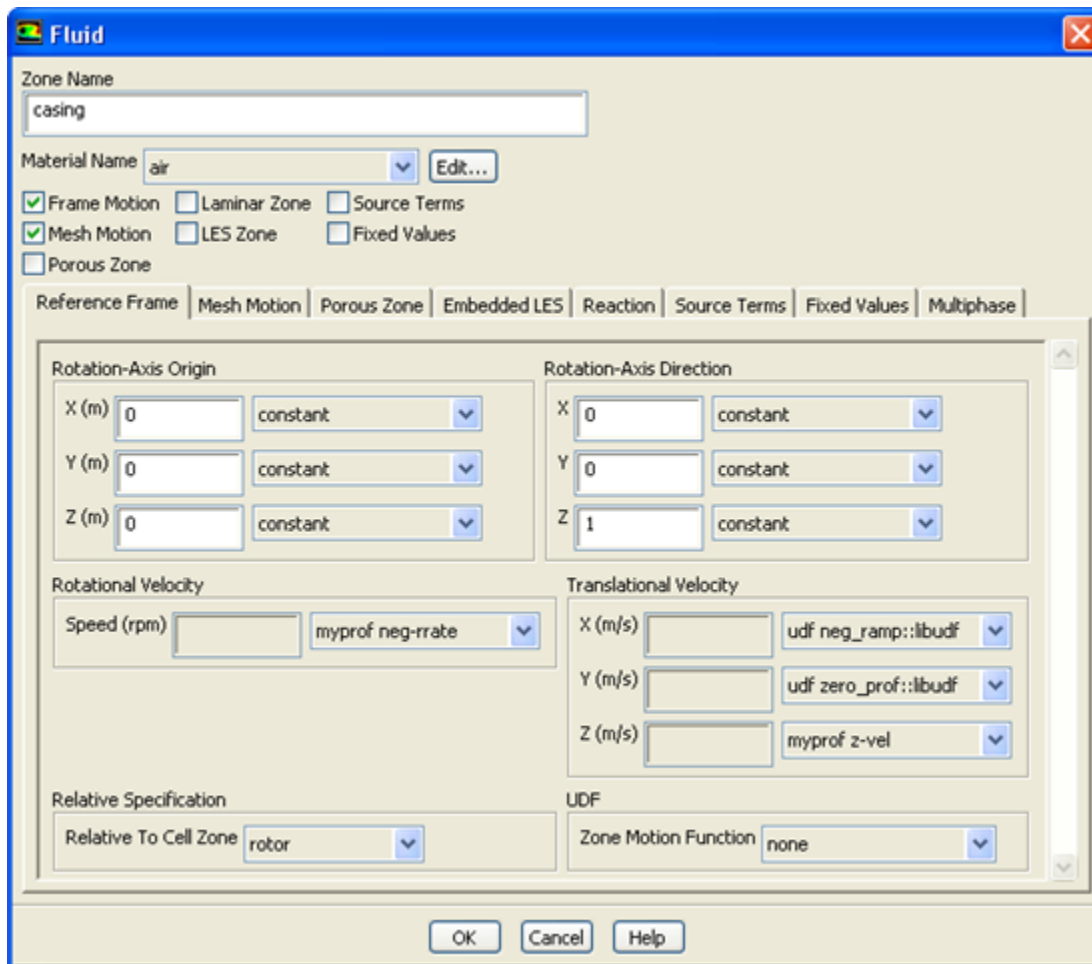 Fluid
Zone Name
casing
Material Name air Edit...
Frame Motion Laminar Zone Source Terms
Mesh Motion LES Zone Fixed Values
Porous Zone
Reference Frame Mesh Motion Porous Zone Embedded LES Reaction Source Terms Fixed Values Multiphase
Rotation-Axis Origin Rotation-Axis Direction
X (m) 0 constant X 0 constant
Y (m) 0 constant Y 0 constant
Z (m) 0 constant Z 1 constant
Rotational Velocity Translational Velocity
Speed (rpm) myprof neg-rrate X (m/s) udf neg_ramp::libudf
Y (m/s) udf zero_prof::libudf
Z (m/s) myprof z-vel
Relative Specification UDF
Relative To Cell Zone rotor Zone Motion Function none
OK Cancel Help